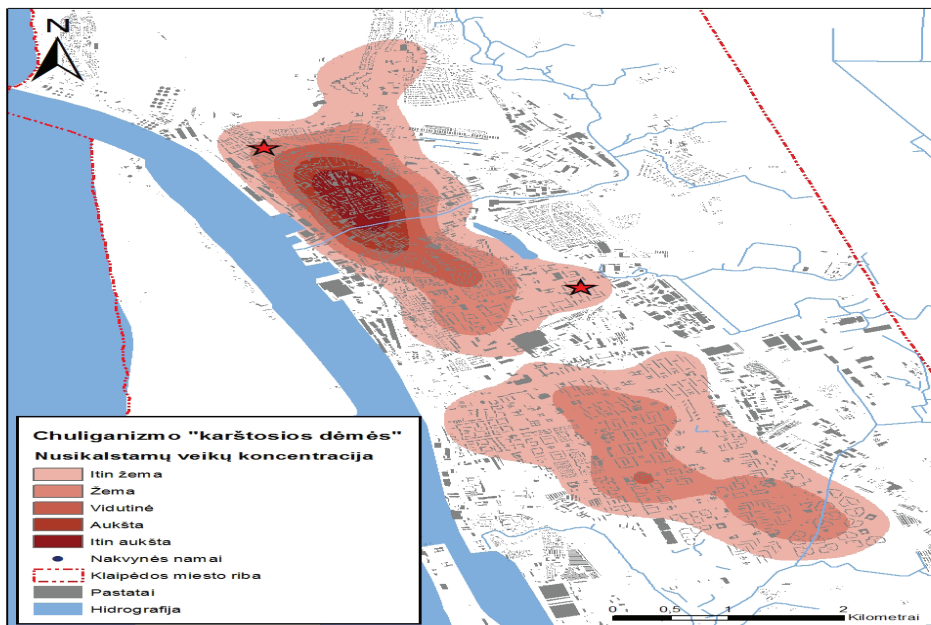 N
Chuliganizmo "karštosios dėmės"
Nusikalstamų veikų koncentracija
Itin žema
Žema
Vidutinė
Aukšta
Itin aukšta
Nakvynės namai
Klaipėdos miesto riba
Pastatai
Hidrografija
0 0,5 1 2
Kilometrai